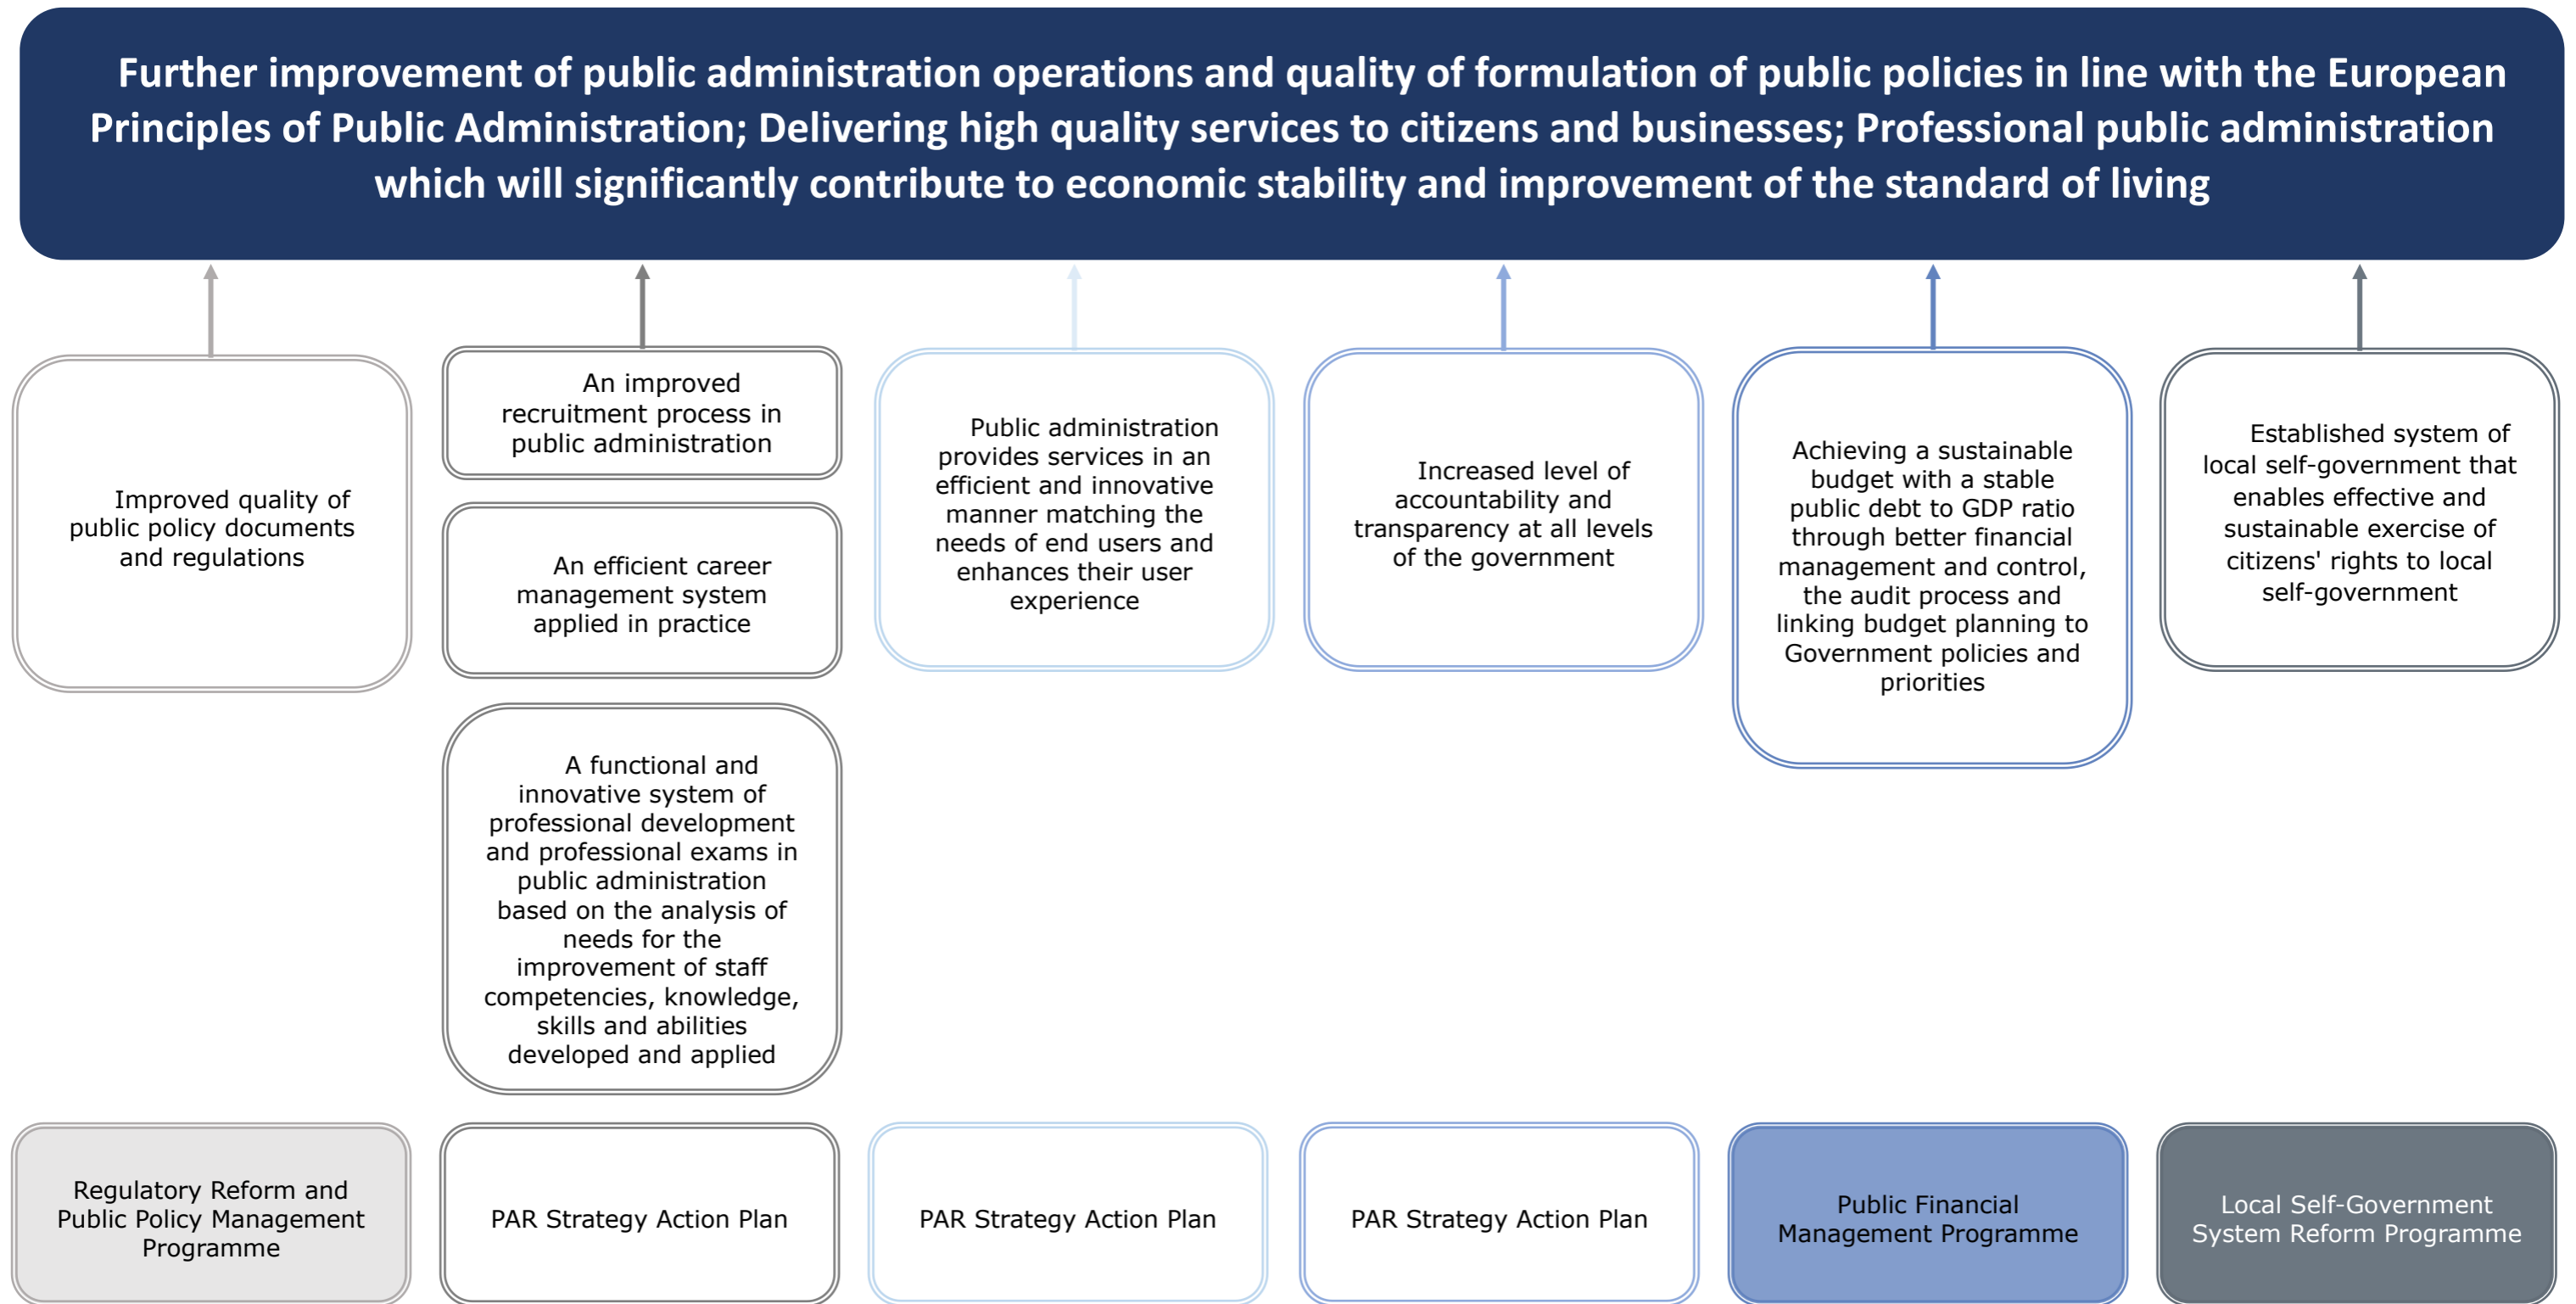 Further improvement of public administration operations and quality of formulation of public policies in line with the European
Principles of Public Administration; Delivering high quality services to citizens and businesses; Professional public administration
which will significantly contribute to economic stability and improvement of the standard of living
Improved quality of
public policy documents
and regulations
An improved
recruitment process in
public administration
An efficient career
management system
applied in practice
A functional and
innovative system of
professional development
and professional exams in
public administration
based on the analysis of
needs for the
improvement of staff
competencies, knowledge,
skills and abilities
developed and applied
Public administration
provides services in an
efficient and innovative
manner matching the
needs of end users and
enhances their user
experience
Increased level of
accountability and
transparency at all levels
of the government
Achieving a sustainable
budget with a stable
public debt to GDP ratio
through better financial
management and control,
the audit process and
linking budget planning to
Government policies and
priorities
Established system of
local self-government that
enables effective and
sustainable exercise of
citizens' rights to local
self-government
Regulatory Reform and
Public Policy Management
Programme
PAR Strategy Action Plan
PAR Strategy Action Plan
PAR Strategy Action Plan
Public Financial
Management Programme
Local Self-Government
System Reform Programme